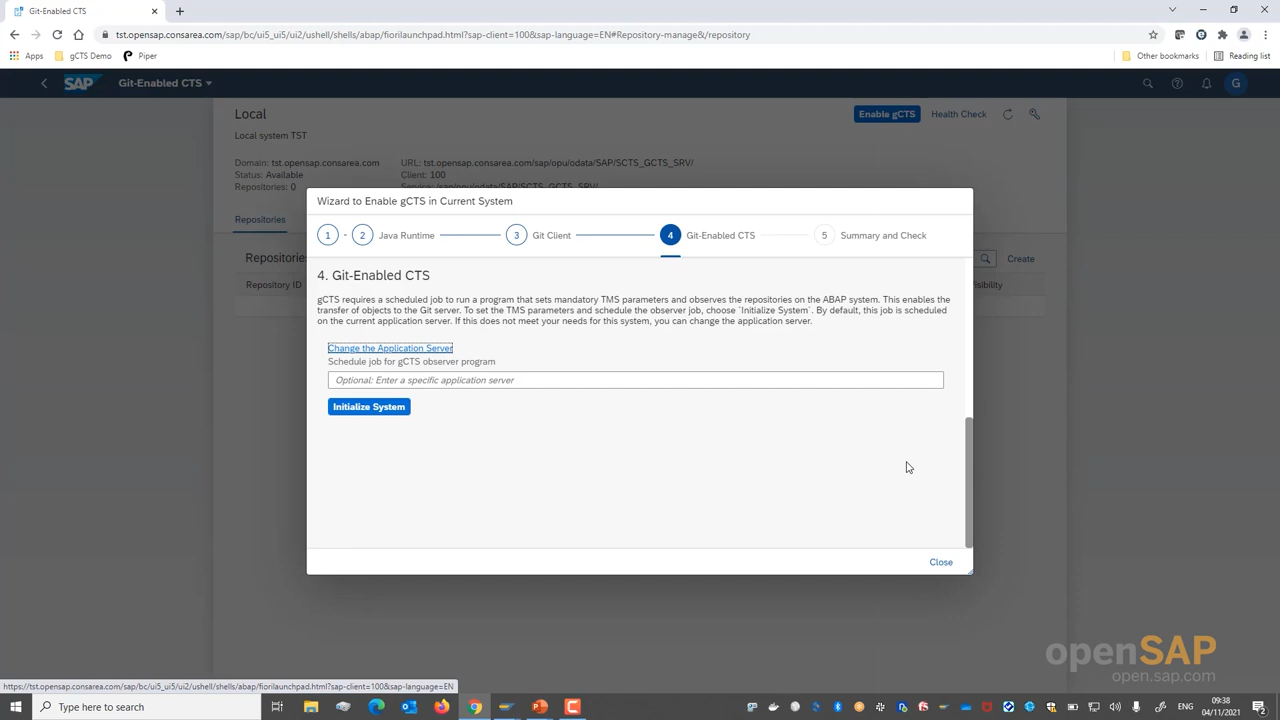 Git-Enabled CTS
tst.opensap.consarea.com/sap/bc/ui5_ui5/ui2/ushell/shells/abap/fiorilaunchpad.html?sap-client=100&sap-language=EN#Repository-manage&/repository
Apps gCTS Demo Piper Other bookmarks Reading list
SAP Git-Enabled CTS G
Local Enable gCTS Health Check
Local system TST
Domain: tst.opensap.consarea.com URL: tst.opensap.consarea.com/sap/opu/odata/SAP/SCTS_GCTS_SRV/
Status: Available Client: 100
Repositories: 0 Service: /sap/opu/odata/SAP/SCTS_GCTS_SRV/
Wizard to Enable gCTS in Current System
Repositories
1 - 2 Java Runtime 3 Git Client 4 Git-Enabled CTS 5 Summary and Check
Repositories Create
Repository ID
4. Git-Enabled CTS
gCTS requires a scheduled job to run a program that sets mandatory TMS parameters and observes the repositories on the ABAP system. This enables the
transfer of objects to the Git server. To set the TMS parameters and schedule the observer job, choose `Initialize System`. By default, this job is scheduled
on the current application server. If this does not meet your needs for this system, you can change the application server.
Change the Application Server
Schedule job for gCTS observer program
Optional: Enter a specific application server
Initialize System
Close
openSAP
open.sap.com
https://tst.opensap.consarea.com/sap/bc/ui5_ui5/ui2/ushell/shells/abap/fiorilaunchpad.html?sap-client=100&sap-language=EN
Type here to search ENG 09:38
04/11/2021 2